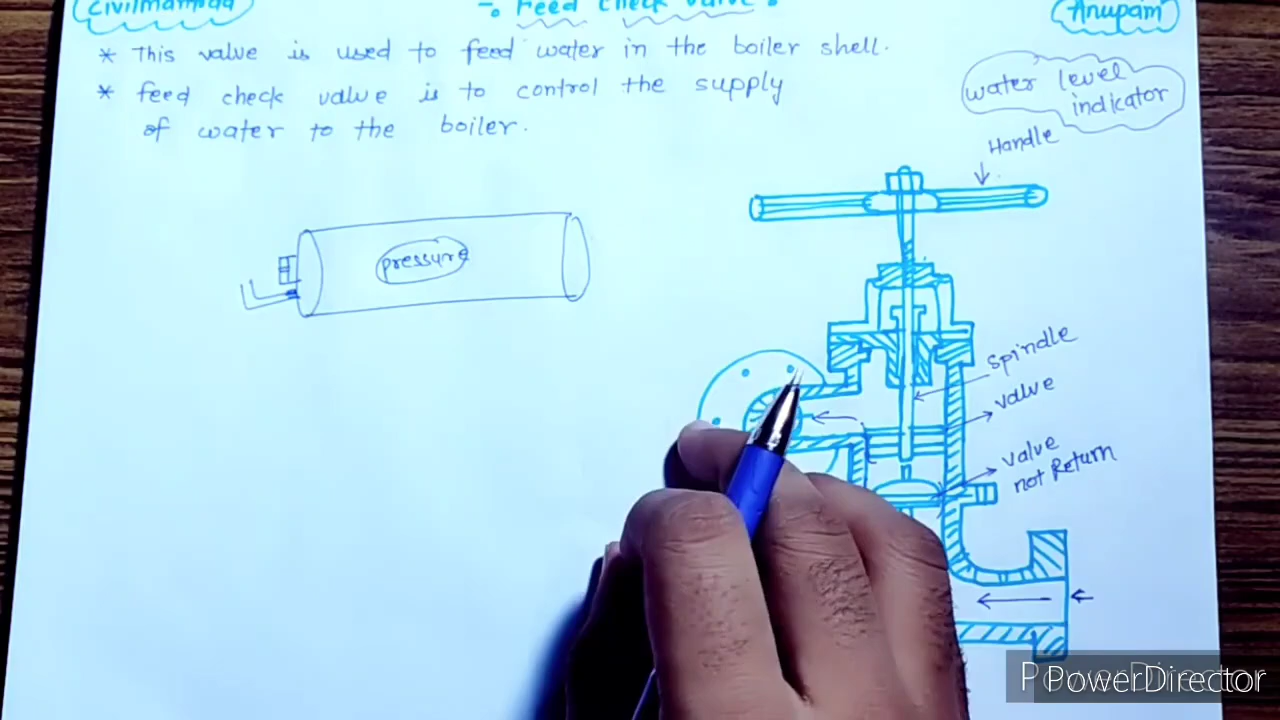 civilmantraa
-: Feed check valve :
Anupam
* This valve is used to feed water in the boiler shell.
* feed check valve is to control the supply
of water to the boiler.
water level
indicator
Handle
pressure
spindle
valve
valve
not Return
PowerDirector
PowerDirector